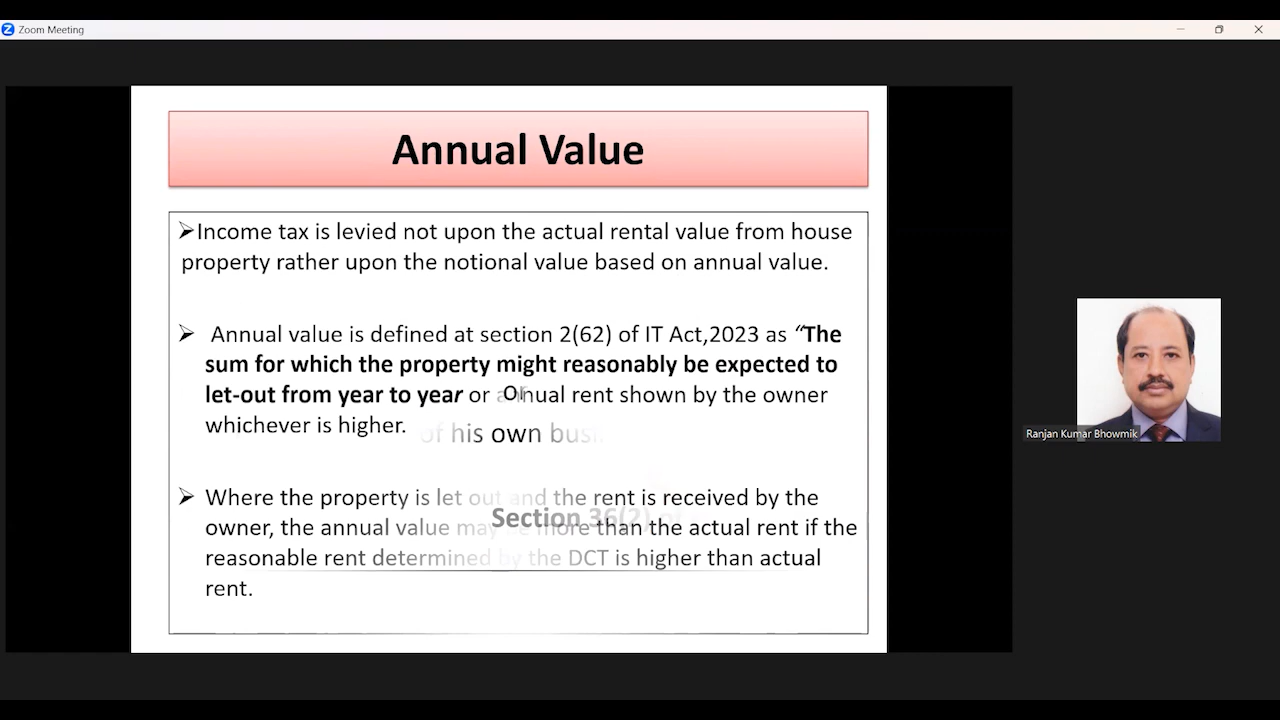 Zoom Meeting
Annual Value
➢Income tax is levied not upon the actual rental value from house
property rather upon the notional value based on annual value.
➢ Annual value is defined at section 2(62) of IT Act,2023 as “The
sum for which the property might reasonably be expected to
let-out from year to year or annual rent shown by the owner
Or
whichever is higher.
of his own
➢ Where the property is let out and the rent is received by the
Section 36(2) of
owner, the annual value may be more than the actual rent if the
reasonable rent determined by the DCT is higher than actual
rent.
Ranjan Kumar Bhowmik